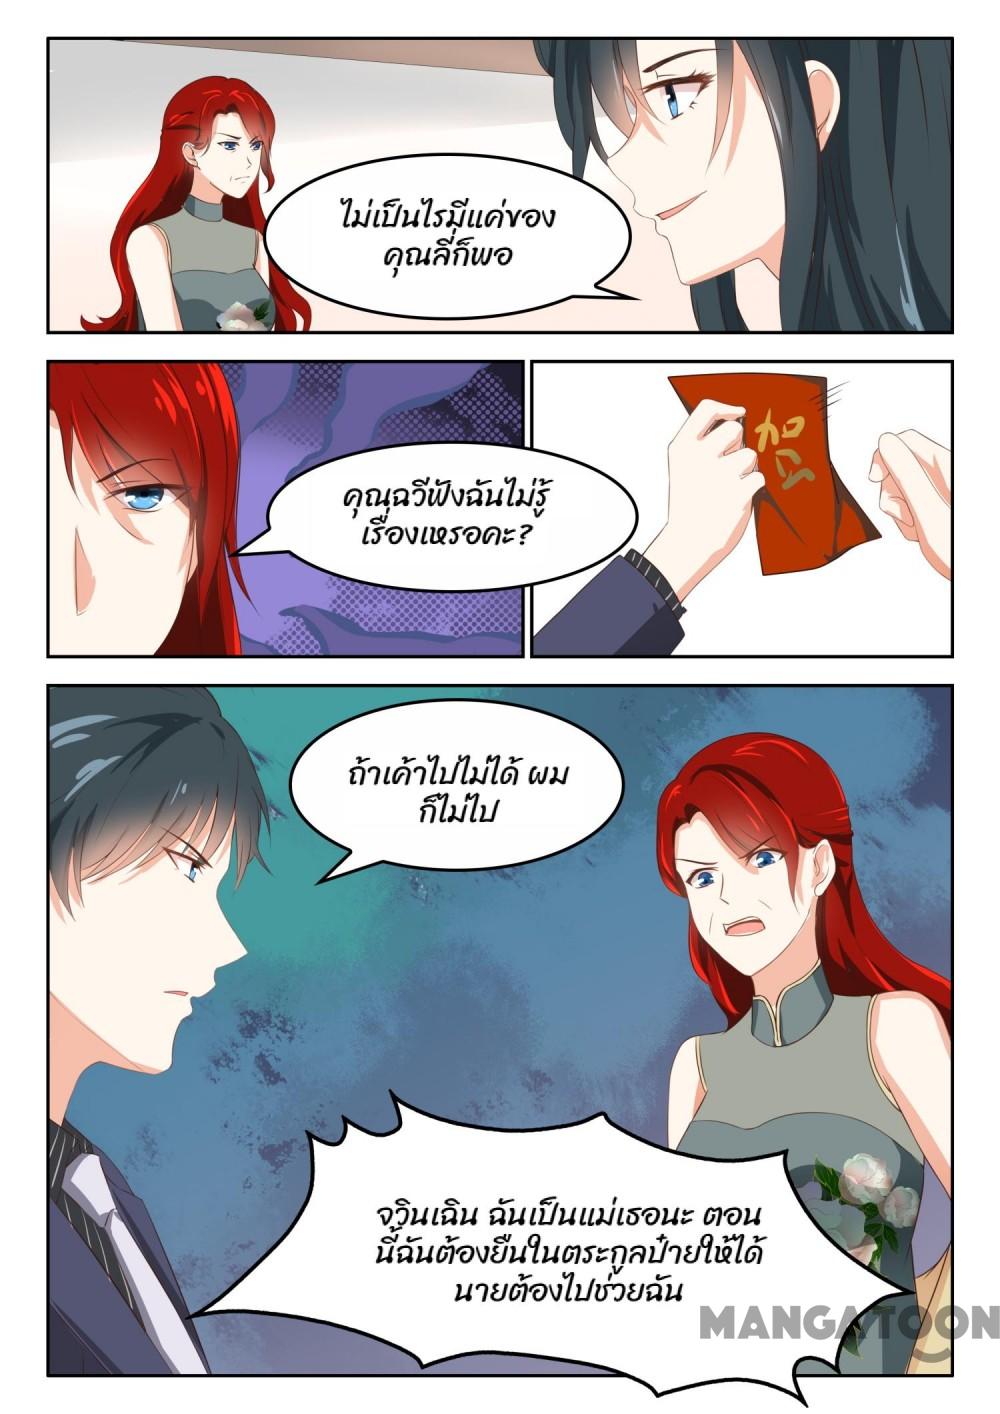 ไม่เป็นไรมีแค่ของ
คุณลี่ก็พอ
คุณฉวีฟังฉันไม่รู้
เรื่องเหรอคะ?
ถ้าเค้าไปไม่ได้ ผม
ก็ไม่ไป
จวินเฉิน ฉันเป็นแม่เธอนะ ตอน
นี้ฉันต้องยืนในตระกูลป๋ายให้ได้
นายต้องไปช่วยฉัน
MANGATOON